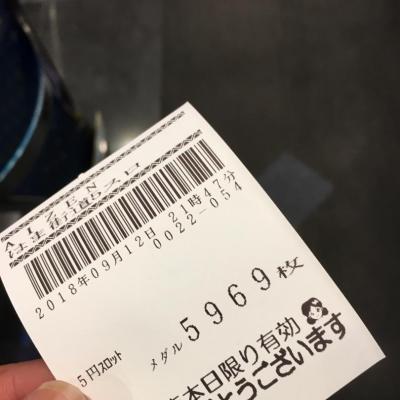 2018年09月12日 21時47分
0022-054
5円スロット
メダル 5969枚
本日限り有効
とうございます